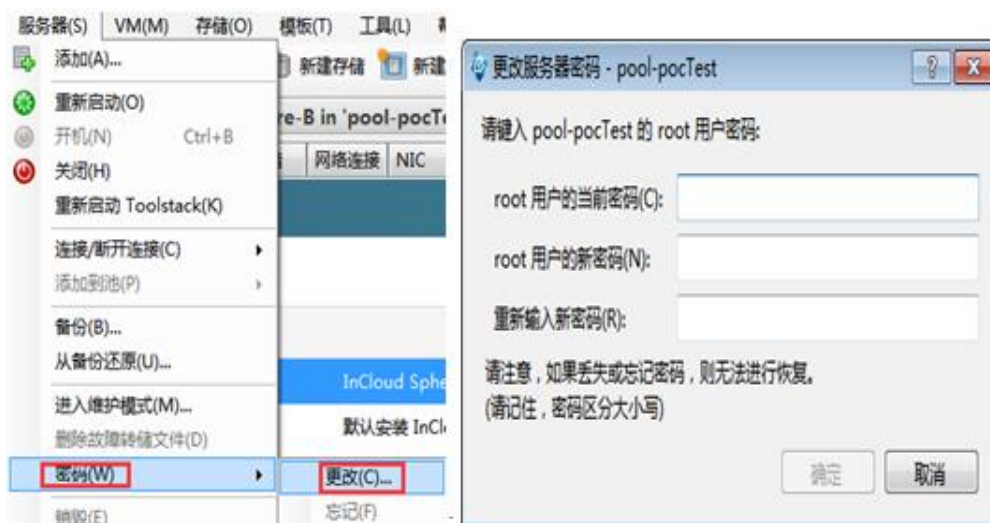 服务器(S) VM(M) 存储(O) 模板(T) 工具(L)
添加(A)...
新建存储 新建
重新启动(O)
re-B in 'pool-pocTe
开机(N) Ctrl+B
网络连接 NIC
关闭(H)
重新启动 Toolstack(K)
连接/断开连接(C)
添加到池(P)
备份(B)...
从备份还原(U)...
InCloud Sphe
进入维护模式(M)...
默认安装 InCl
删除故障转储文件(D)
密码(W)
更改(C)...
销毁(E)
忘记(F)
更改服务器密码 - pool-pocTest
请键入 pool-pocTest 的 root 用户密码:
root 用户的当前密码(C):
root 用户的新密码(N):
重新输入新密码(R):
请注意，如果丢失或忘记密码，则无法进行恢复。
(请记住，密码区分大小写)
确定 取消